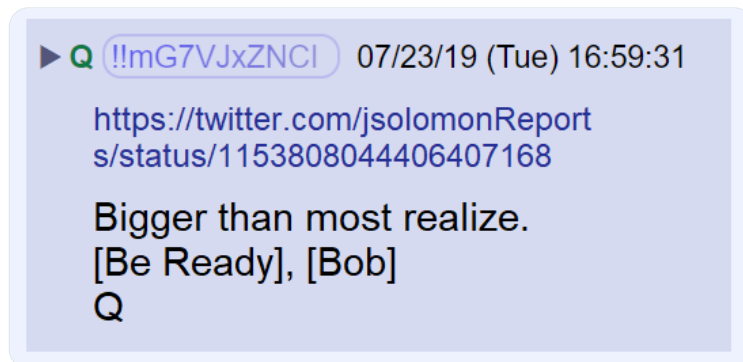 ▶ Q !!mG7VJxZNCI 07/23/19 (Tue) 16:59:31
https://twitter.com/jsolomonReport
s/status/1153808044406407168
Bigger than most realize.
[Be Ready], [Bob]
Q